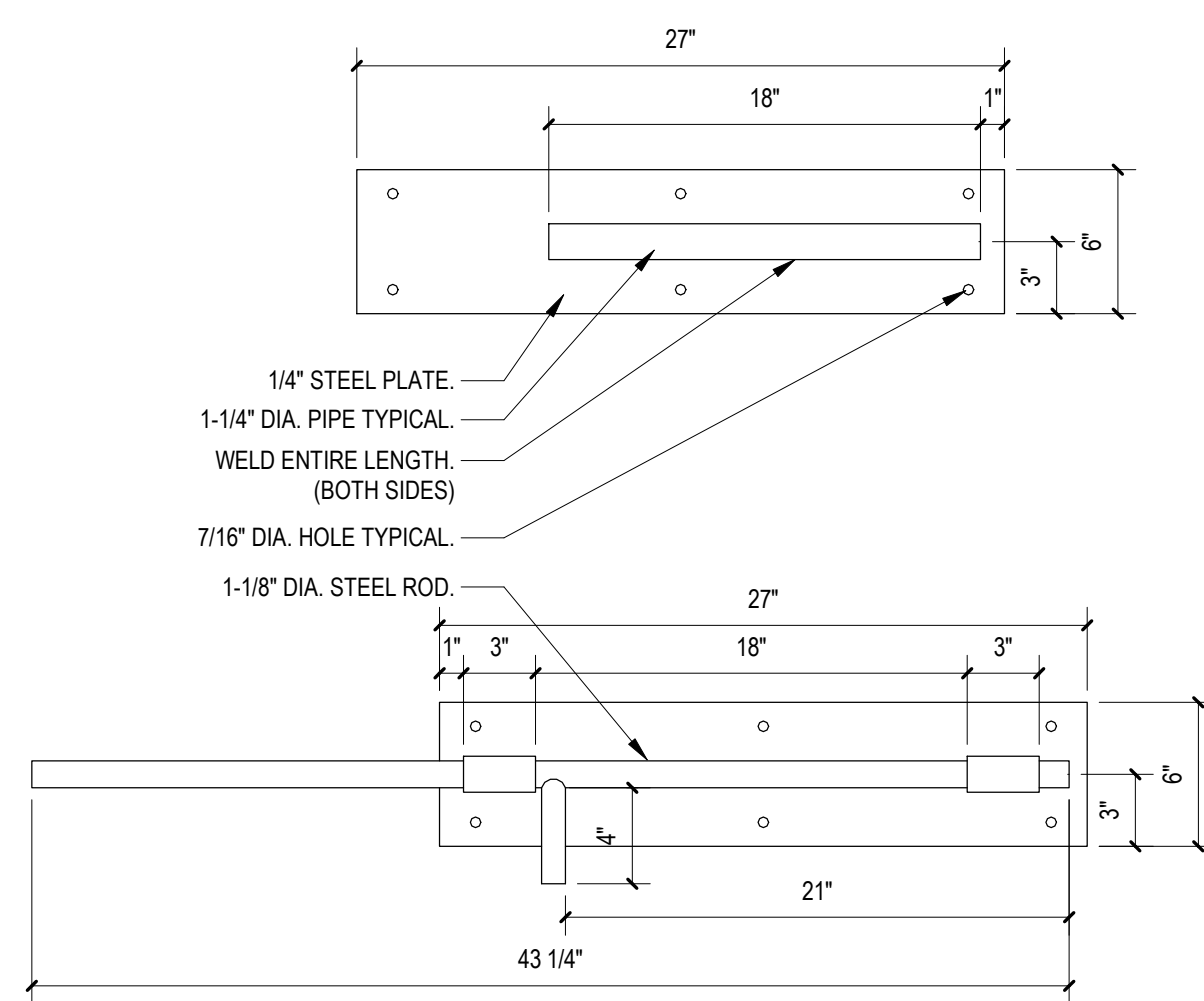 27"
18"
1"
6"
3"
1/4" STEEL PLATE.
1-1/4" DIA. PIPE TYPICAL.
WELD ENTIRE LENGTH.
(BOTH SIDES)
7/16" DIA. HOLE TYPICAL.
1-1/8" DIA. STEEL ROD.
27"
1"
3"
18"
3"
6"
3"
4"
21"
43 1/4"